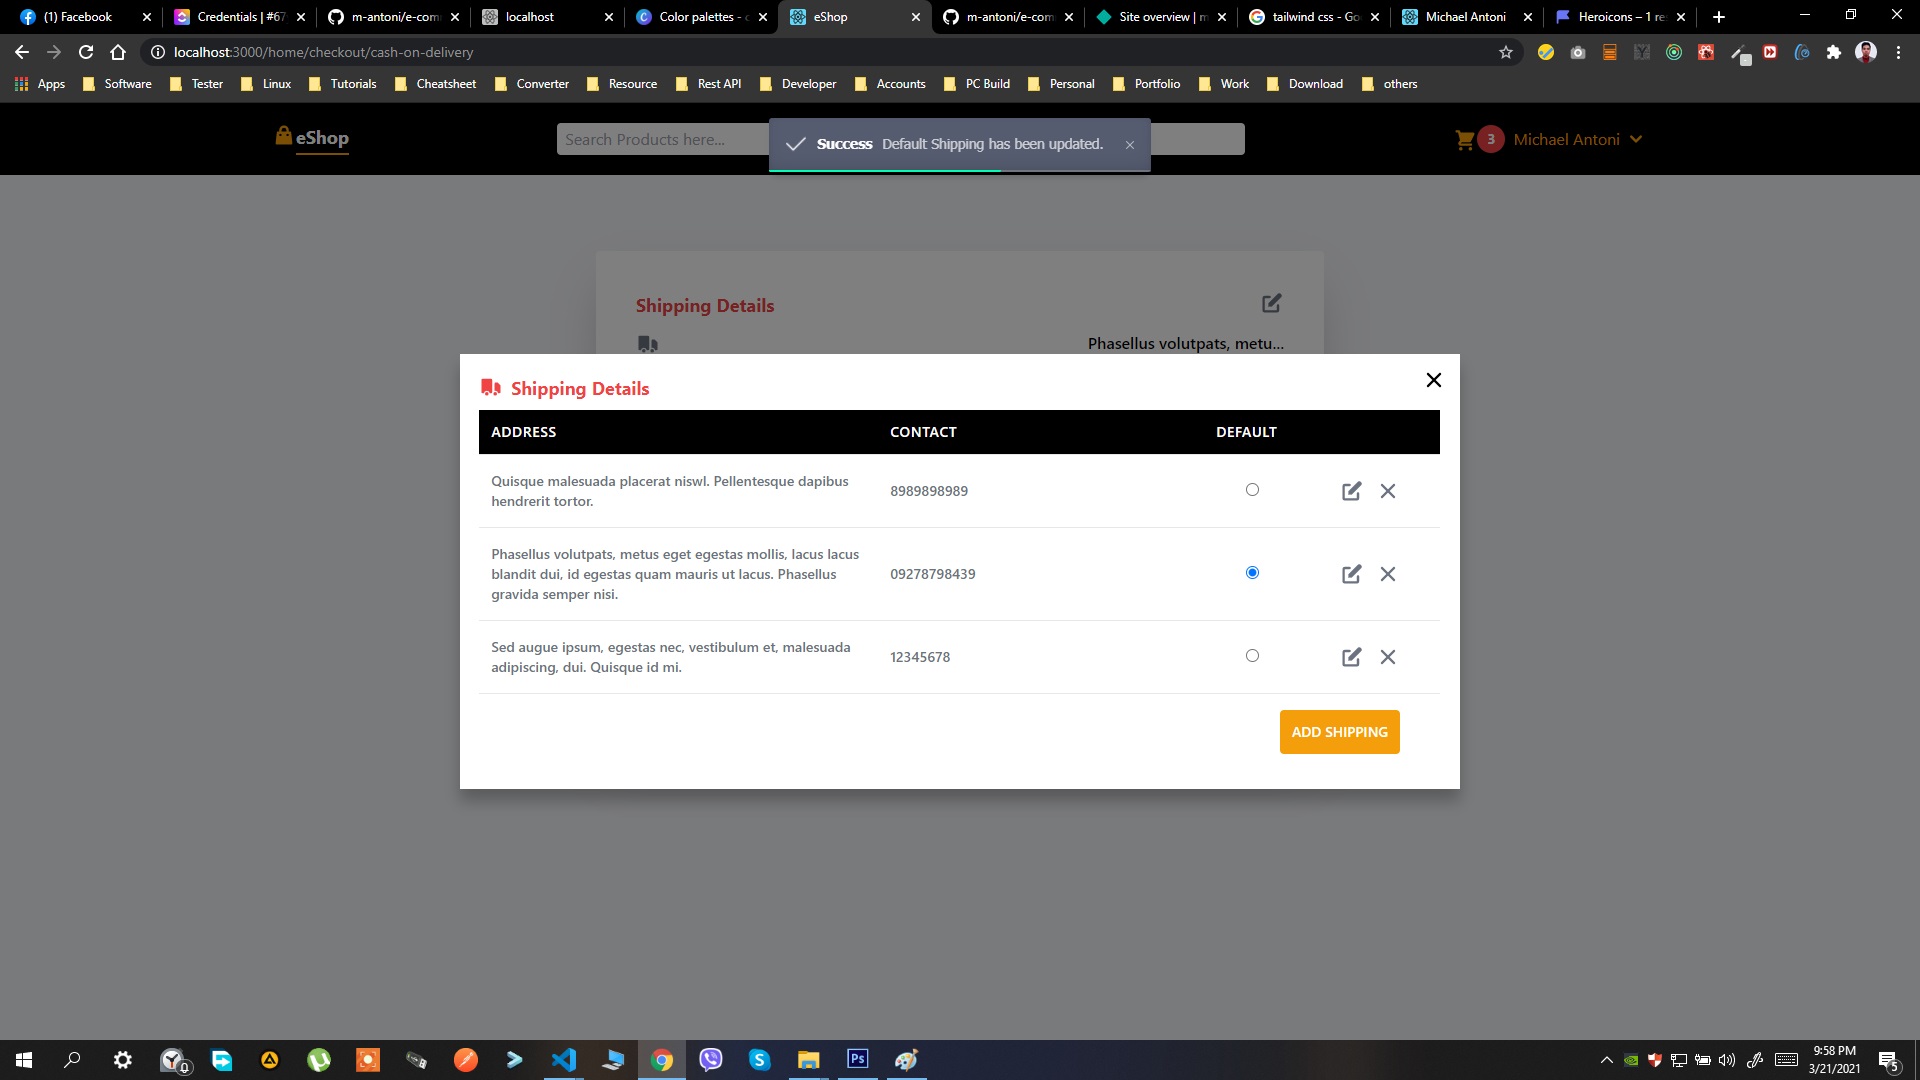 (1) Facebook
Credentials | #67
m-antoni/e-com
localhost
Color palettes - c
eShop
m-antoni/e-com
Site overview | m
tailwind css - Go
Michael Antoni
Heroicons – 1 re
localhost:3000/home/checkout/cash-on-delivery
Apps
Software
Tester
Linux
Tutorials
Cheatsheet
Converter
Resource
Rest API
Developer
Accounts
PC Build
Personal
Portfolio
Work
Download
others
eShop
Search Products here...
Success Default Shipping has been updated.
3
Michael Antoni
Shipping Details
Phasellus volutpats, metu...
Shipping Details
ADDRESS
CONTACT
DEFAULT
Quisque malesuada placerat niswl. Pellentesque dapibus
hendrerit tortor.
8989898989
Phasellus volutpats, metus eget egestas mollis, lacus lacus
blandit dui, id egestas quam mauris ut lacus. Phasellus
gravida semper nisi.
09278798439
Sed augue ipsum, egestas nec, vestibulum et, malesuada
adipiscing, dui. Quisque id mi.
12345678
ADD SHIPPING
Ps
9:58 PM
3/21/2021
5